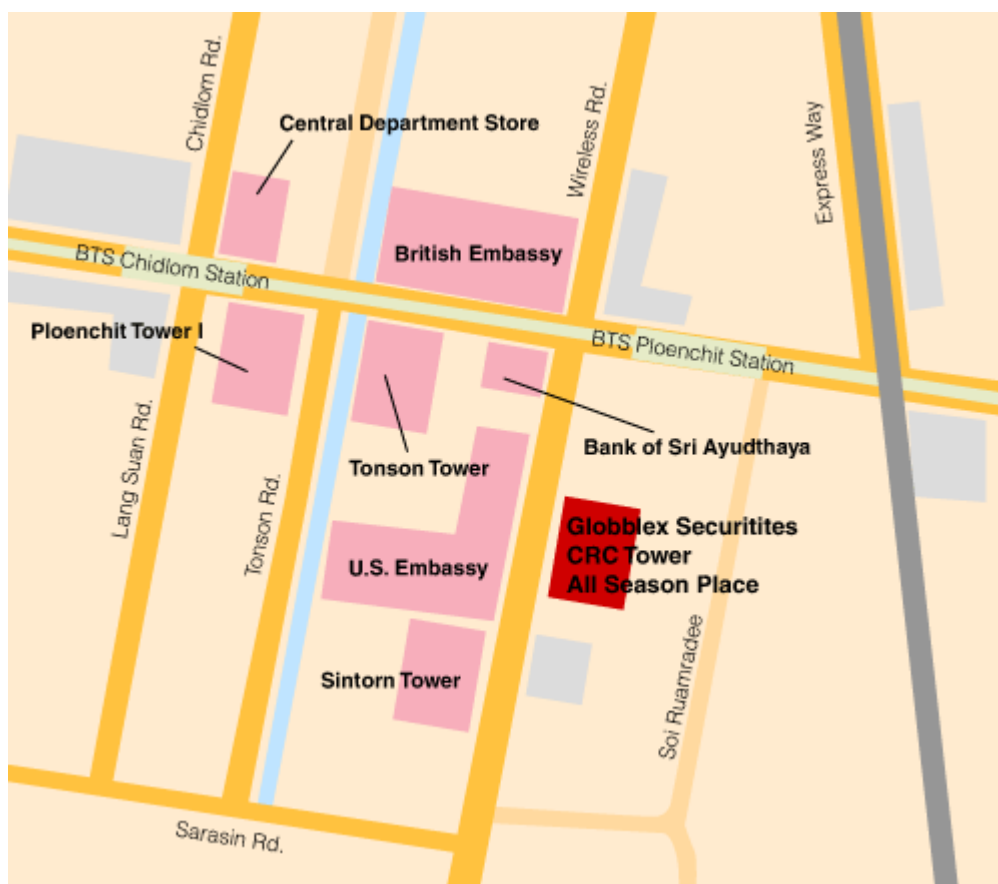 Chidlom Rd.
Central Department Store
Wireless Rd.
Express Way
British Embassy
BTS Chidlom Station
Ploenchit Tower I
BTS Ploenchit Station
Bank of Sri Ayudthaya
Tonson Tower
Lang Suan Rd.
Tonson Rd.
Globblex Securitites
CRC Tower
All Season Place
U.S. Embassy
Sintorn Tower
Soi Ruamradee
Sarasin Rd.